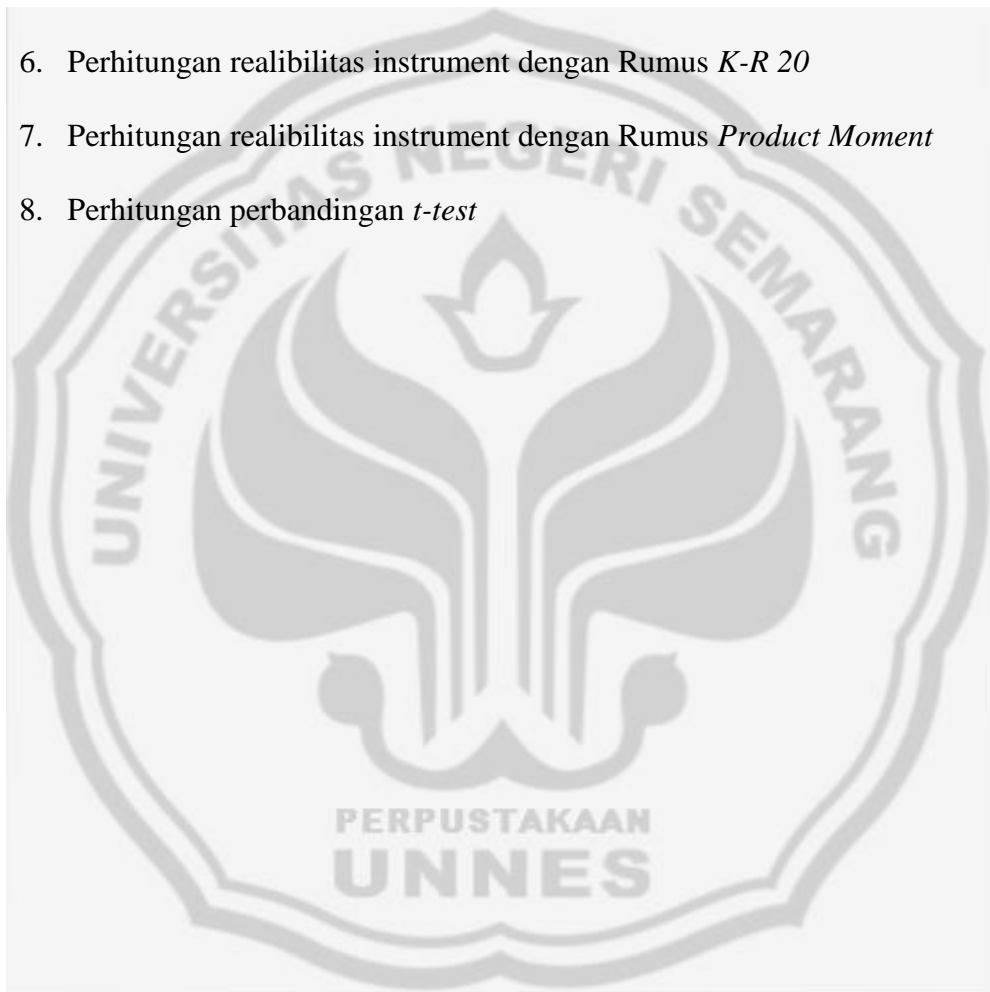 6. Perhitungan realibilitas instrument dengan Rumus K-R 20
7. Perhitungan realibilitas instrument dengan Rumus Product Moment
8. Perhitungan perbandingan t-test
UNIVERSITAS NEGERI SEMARANG
PERPUSTAKAAN
UNNES